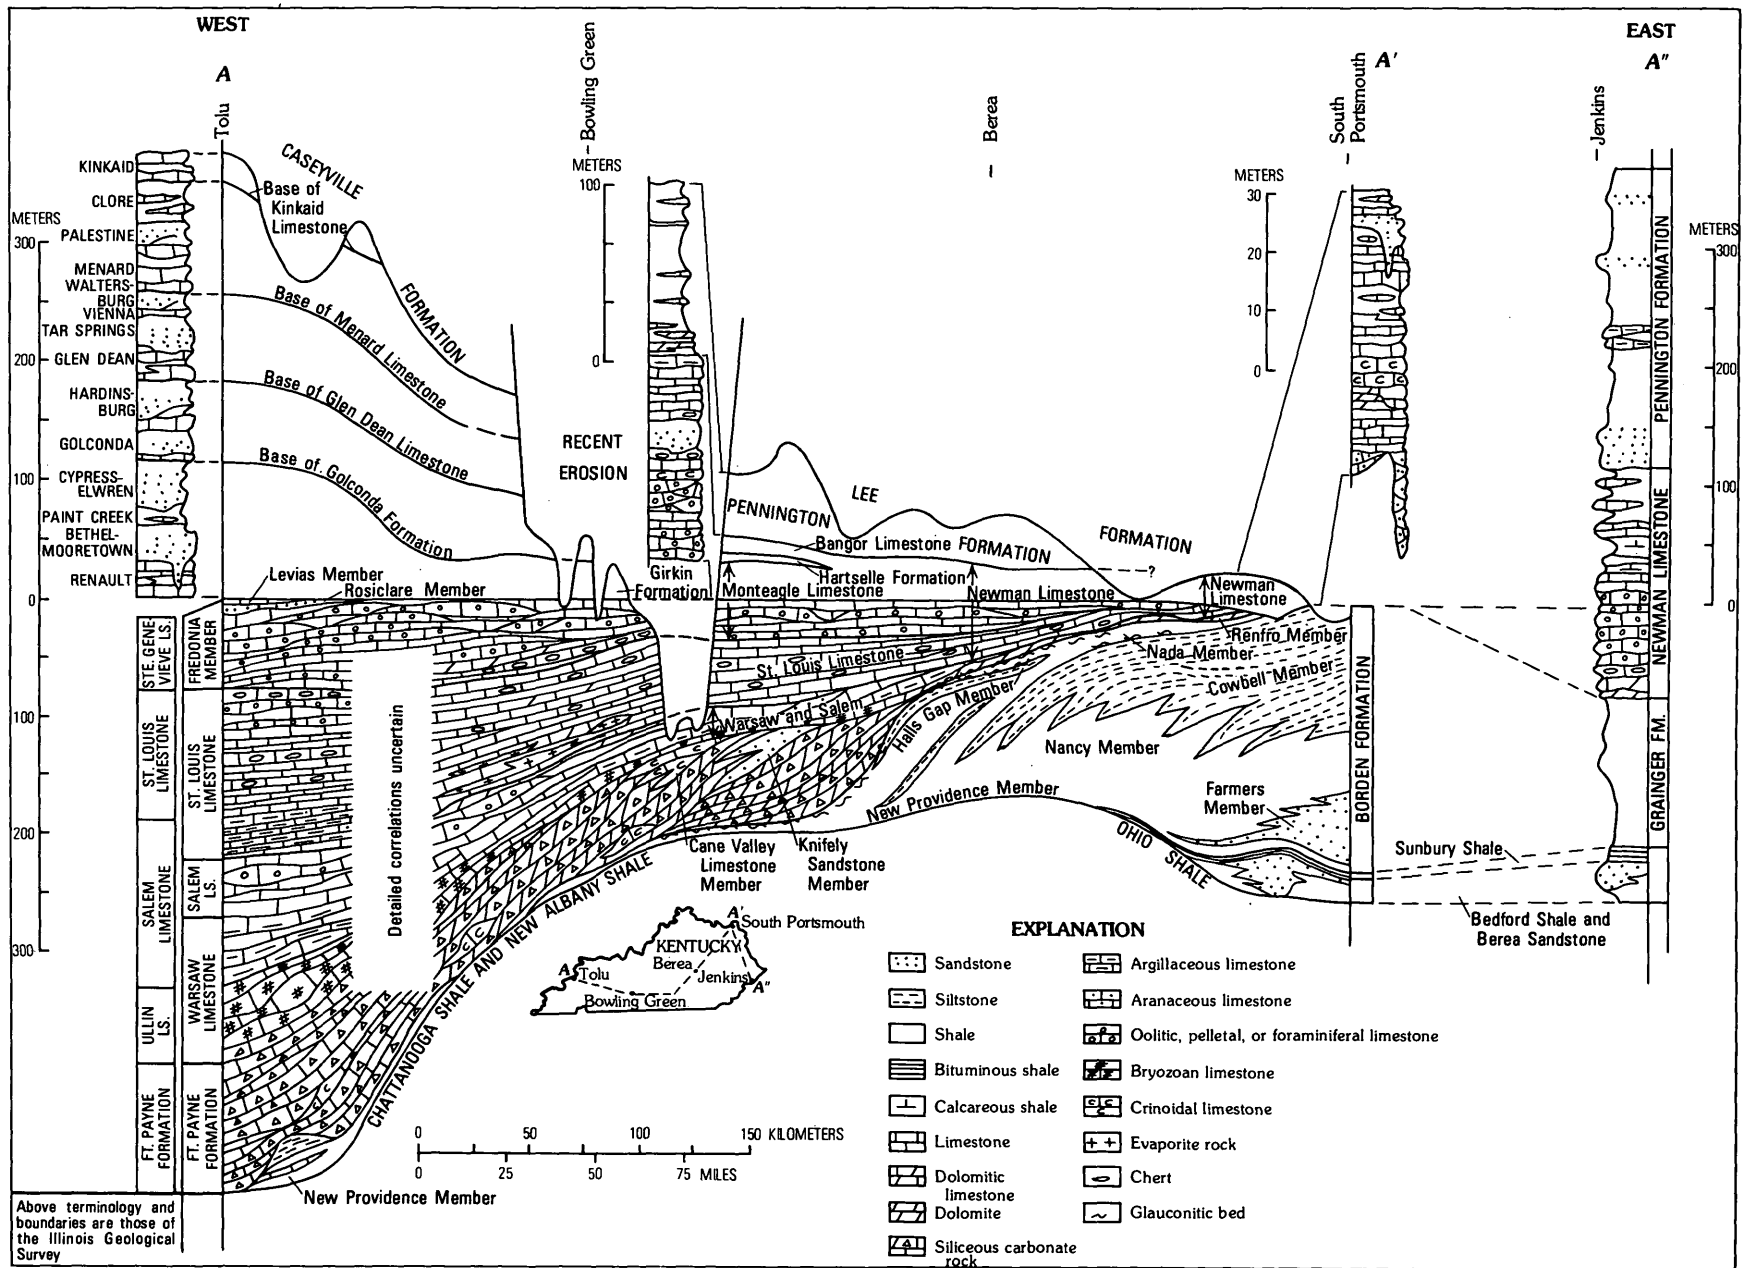 WEST
EAST
A
A'
A"
Tolu
Bowling Green
Berea
South
Portsmouth
Jenkins
METERS
300
200
100
0
100
200
300
KINKAID
CLORE
PALESTINE
MENARD
WALTERS-
BURG
VIENNA
TAR SPRINGS
GLEN DEAN
HARDINS-
BURG
GOLCONDA
CYPRESS-
ELWREN
PAINT CREEK
BETHEL-
MOORETOWN
RENAULT
STE. GENE-
VIEVE LS.
FREDONIA
MEMBER
ST. LOUIS
LIMESTONE
ST. LOUIS
LIMESTONE
SALEM
LIMESTONE
SALEM
LS.
ULLIN
LS.
WARSAW
LIMESTONE
FT. PAYNE
FORMATION
FT. PAYNE
FORMATION
Above terminology and
boundaries are those of
the Illinois Geological
Survey
CASEYVILLE
FORMATION
Base of
Kinkaid
Limestone
Base of Menard Limestone
Base of Glen Dean Limestone
Base of Golconda Formation
Levias Member
Rosiclare Member
Detailed correlations uncertain
METERS
100
0
RECENT
EROSION
Girkin
Formation
PENNINGTON
FORMATION
LEE
FORMATION
Bangor Limestone
Hartselle Formation
Monteagle Limestone
Newman Limestone
?
Newman
Limestone
St. Louis Limestone
Warsaw and Salem
Renfro Member
Nada Member
Cowbell Member
Halls Gap Member
Nancy Member
New Providence Member
Farmers
Member
Cane Valley
Limestone
Member
Knifely
Sandstone
Member
OHIO SHALE
CHATTANOOGA SHALE AND NEW ALBANY SHALE
New Providence Member
METERS
30
20
10
0
BORDEN FORMATION
Sunbury Shale
Bedford Shale and
Berea Sandstone
PENNINGTON FORMATION
NEWMAN LIMESTONE
GRAINGER FM.
METERS
300
200
100
0
A'
South Portsmouth
KENTUCKY
Berea
A
Tolu
Jenkins
A"
Bowling Green
0 50 100 150 KILOMETERS
0 25 50 75 MILES
EXPLANATION
Sandstone
Siltstone
Shale
Bituminous shale
Calcareous shale
Limestone
Dolomitic
limestone
Dolomite
Siliceous carbonate
rock
Argillaceous limestone
Aranaceous limestone
Oolitic, pelletal, or foraminiferal limestone
Bryozoan limestone
Crinoidal limestone
Evaporite rock
Chert
Glauconitic bed